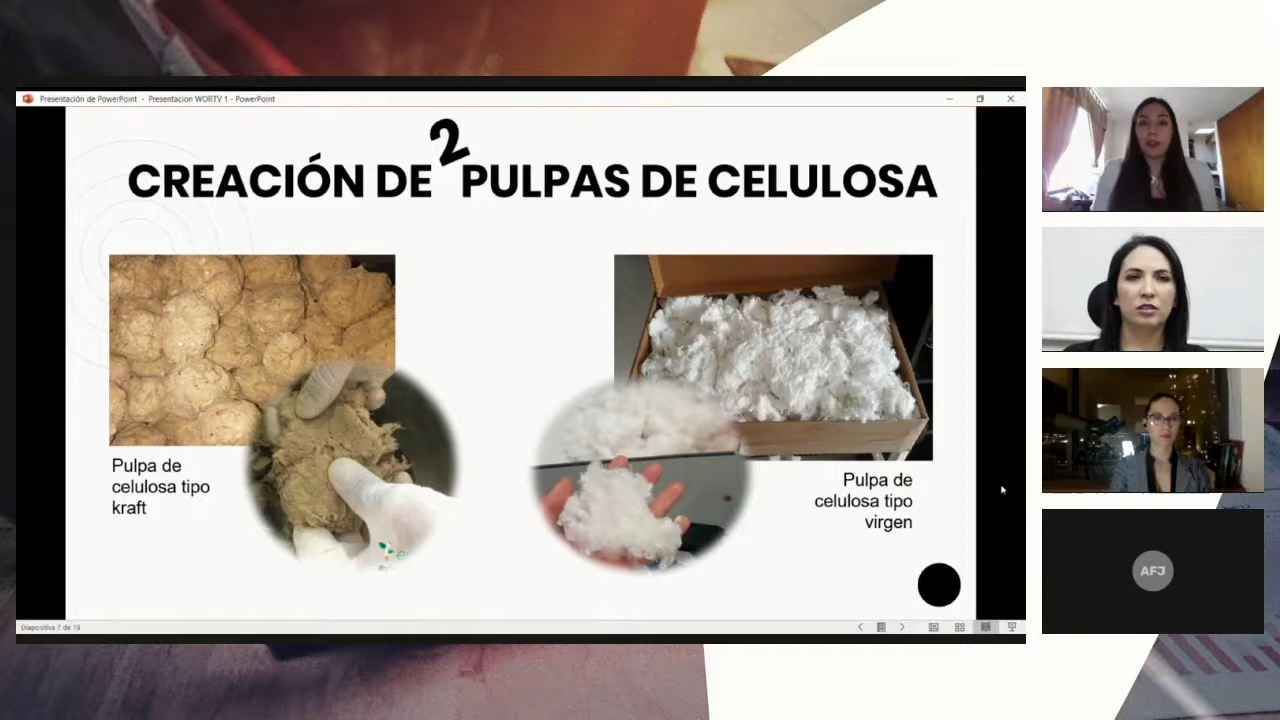 Presentación de PowerPoint - Presentacion WORTV 1 - PowerPoint
CREACIÓN DE 2 PULPAS DE CELULOSA
Pulpa de
celulosa tipo
kraft
Pulpa de
celulosa tipo
virgen
AFJ
Diapositiva 7 de 19